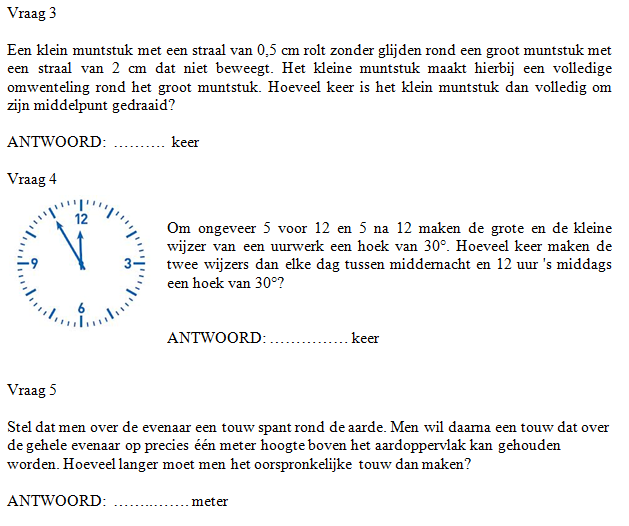 Vraag 3
Een klein muntstuk met een straal van 0,5 cm rolt zonder glijden rond een groot muntstuk met
een straal van 2 cm dat niet beweegt. Het kleine muntstuk maakt hierbij een volledige
omwenteling rond het groot muntstuk. Hoeveel keer is het klein muntstuk dan volledig om
zijn middelpunt gedraaid?
ANTWOORD: ………. keer
Vraag 4
12
9
3
6
Om ongeveer 5 voor 12 en 5 na 12 maken de grote en de kleine
wijzer van een uurwerk een hoek van 30°. Hoeveel keer maken de
twee wijzers dan elke dag tussen middernacht en 12 uur 's middags
een hoek van 30°?
ANTWOORD: …………… keer
Vraag 5
Stel dat men over de evenaar een touw spant rond de aarde. Men wil daarna een touw dat over
de gehele evenaar op precies één meter hoogte boven het aardoppervlak kan gehouden
worden. Hoeveel langer moet men het oorspronkelijke touw dan maken?
ANTWOORD: …………… meter